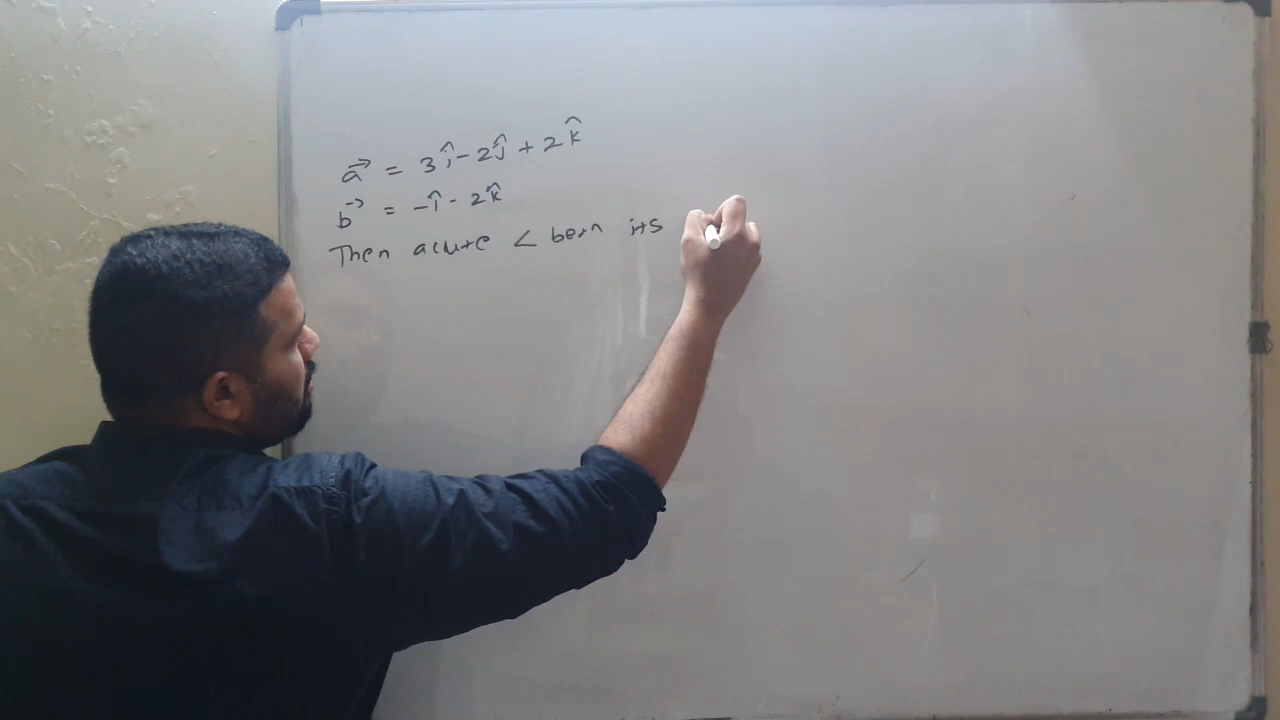 a⃗ = 3î - 2ĵ + 2k̂
b⃗ = -î - 2k̂
Then acute < betn its